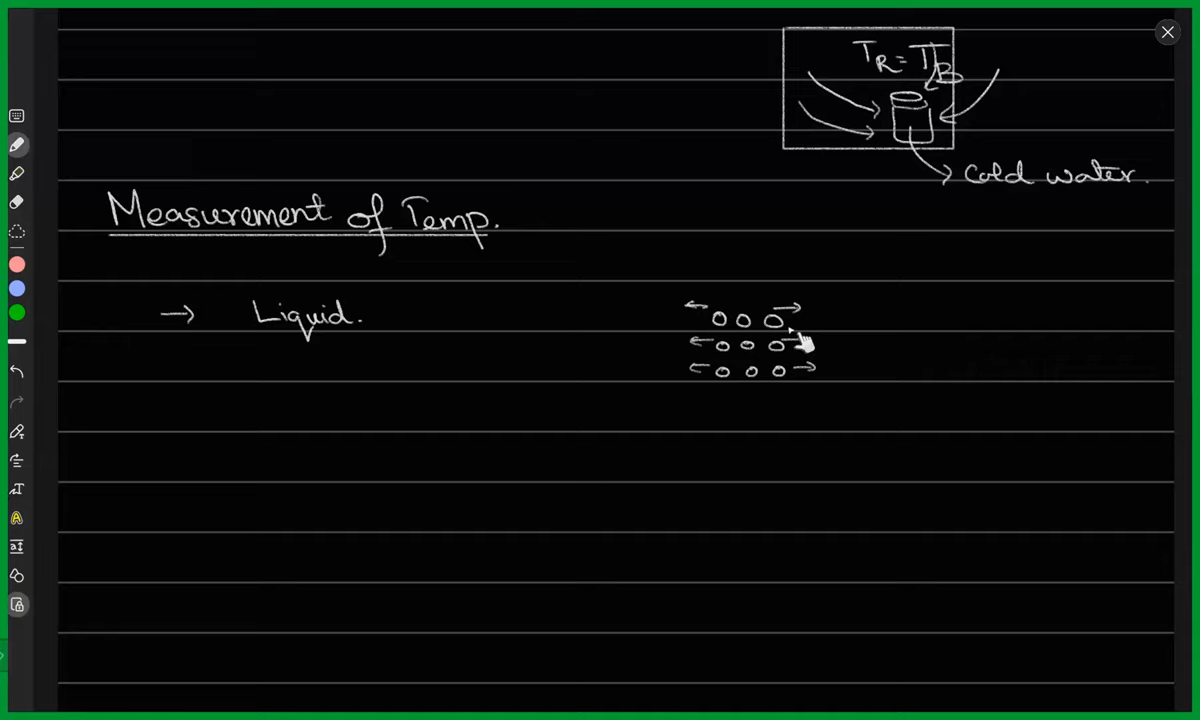 T_R = T_B
cold water.
Measurement of Temp.
→ Liquid.